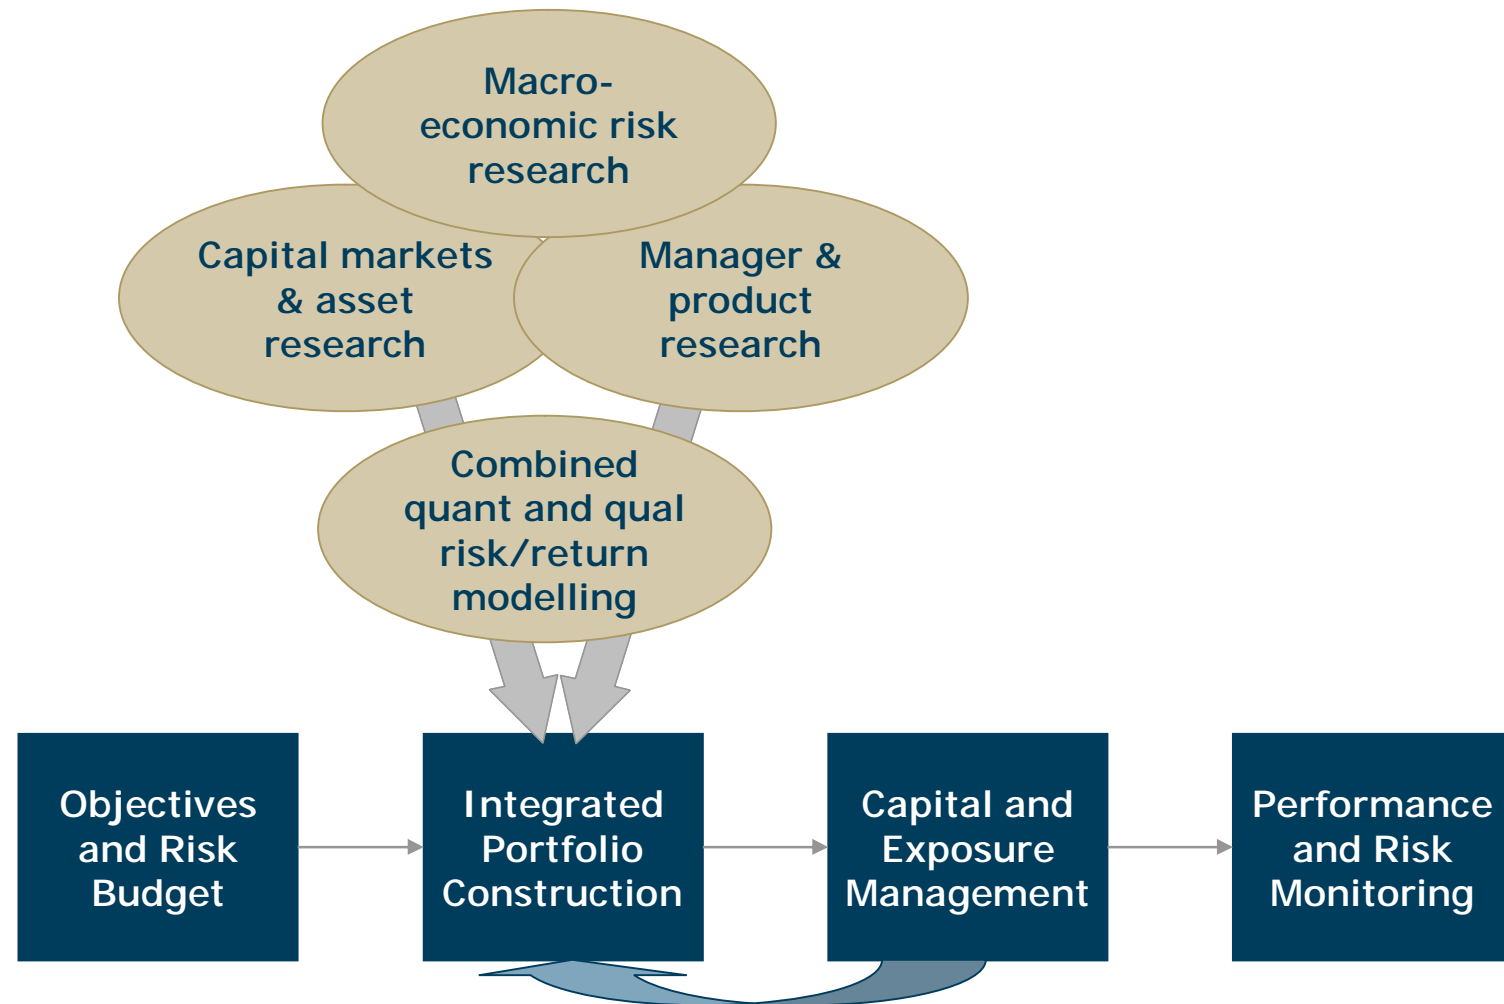 Macro-
economic risk
research
Capital markets
& asset
research
Manager &
product
research
Combined
quant and qual
risk/return
modelling
Objectives
and Risk
Budget
Integrated
Portfolio
Construction
Capital and
Exposure
Management
Performance
and Risk
Monitoring